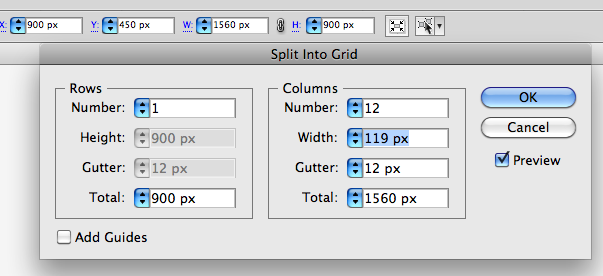 X: 900 px Y: 450 px W: 1560 px H: 900 px
Split Into Grid
Rows
Number: 1
Height: 900 px
Gutter: 12 px
Total: 900 px
Columns
Number: 12
Width: 119 px
Gutter: 12 px
Total: 1560 px
OK
Cancel
Preview
Add Guides